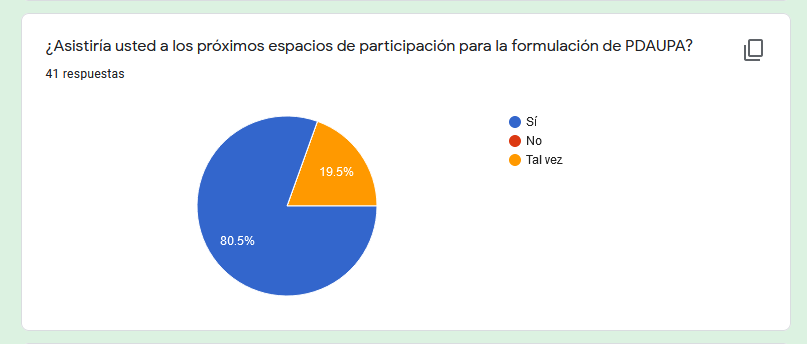 ¿Asistiría usted a los próximos espacios de participación para la formulación de PDAUPA?
41 respuestas
Sí
No
Tal vez
19.5%
80.5%